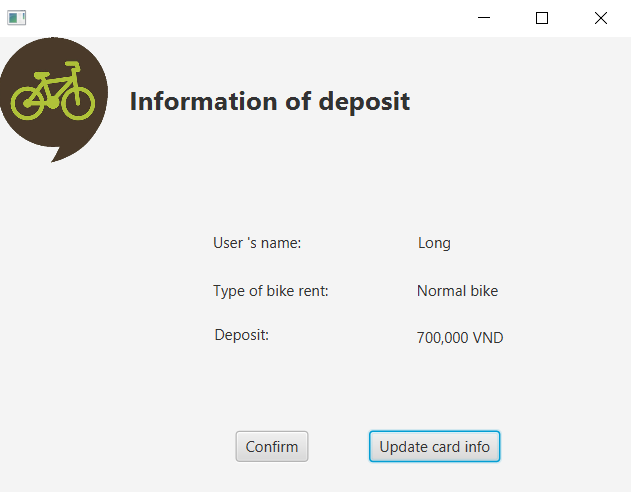 Information of deposit
User 's name: Long
Type of bike rent: Normal bike
Deposit: 700,000 VND
Confirm Update card info